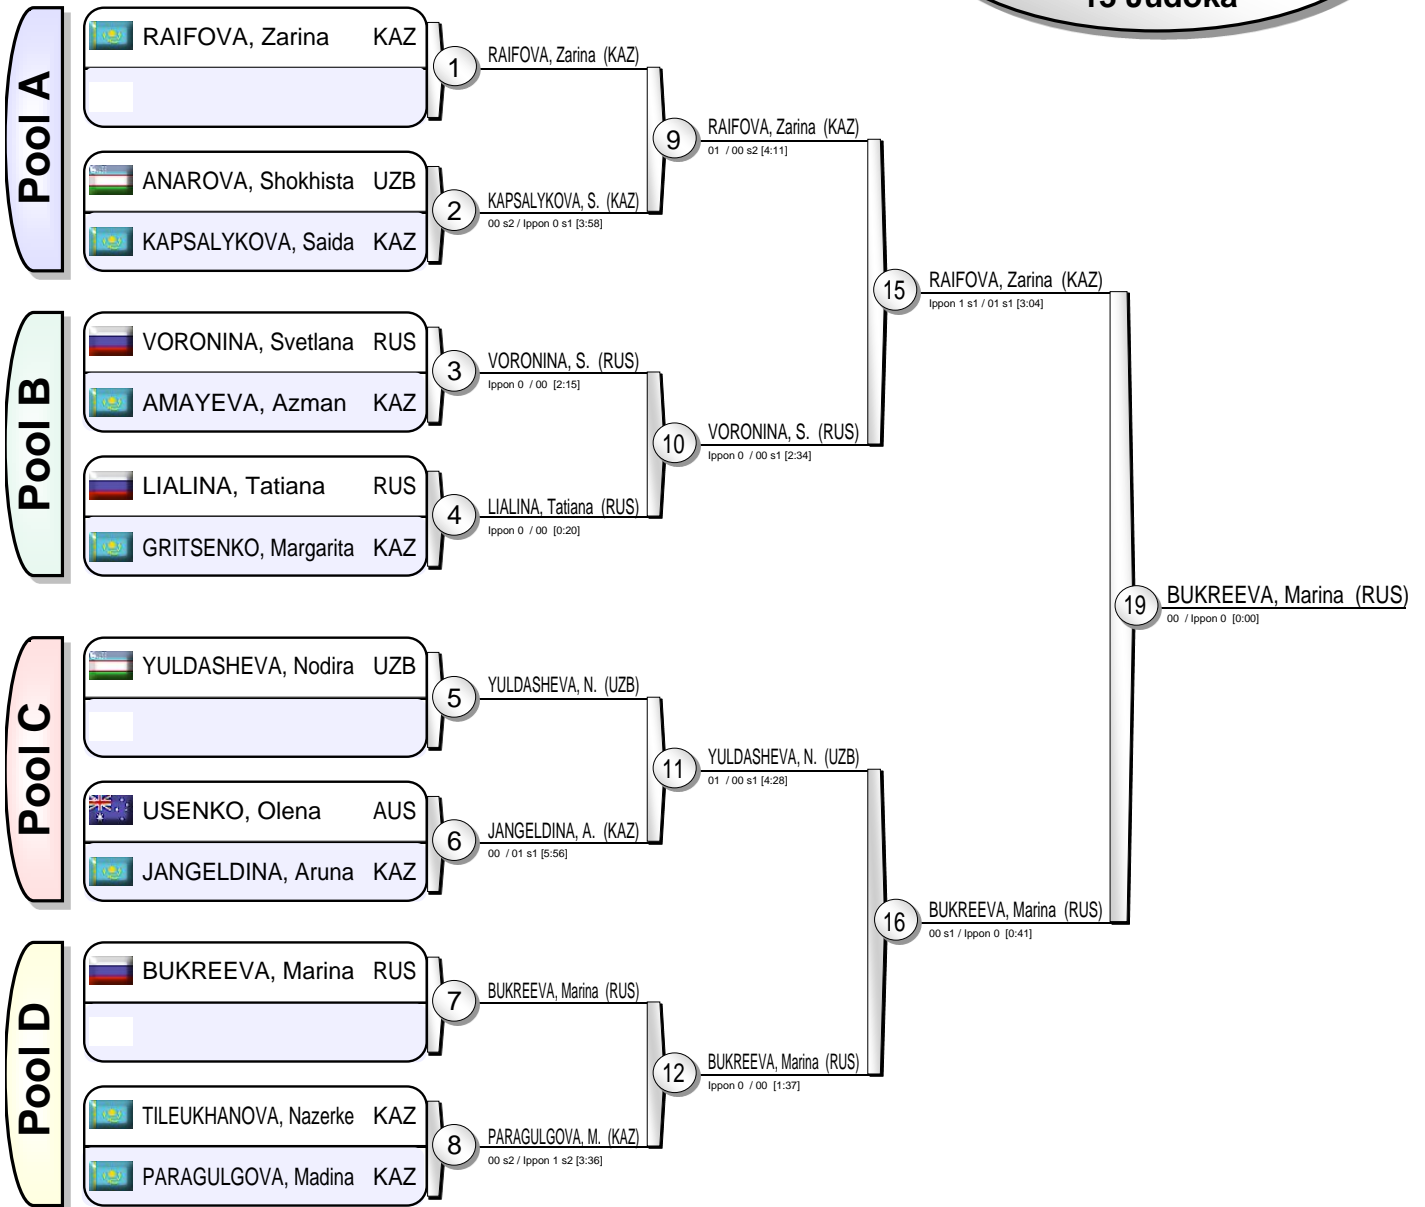 13 Judoka
Pool A
RAIFOVA, Zarina KAZ
1
RAIFOVA, Zarina (KAZ)
ANAROVA, Shokhista UZB
KAPSALYKOVA, Saida KAZ
2
KAPSALYKOVA, S. (KAZ)
00 s2 / Ippon 0 s1 [3:58]
9
RAIFOVA, Zarina (KAZ)
01 / 00 s2 [4:11]
Pool B
VORONINA, Svetlana RUS
AMAYEVA, Azman KAZ
3
VORONINA, S. (RUS)
Ippon 0 / 00 [2:15]
LIALINA, Tatiana RUS
GRITSENKO, Margarita KAZ
4
LIALINA, Tatiana (RUS)
Ippon 0 / 00 [0:20]
10
VORONINA, S. (RUS)
Ippon 0 / 00 s1 [2:34]
15
RAIFOVA, Zarina (KAZ)
Ippon 1 s1 / 01 s1 [3:04]
Pool C
YULDASHEVA, Nodira UZB
5
YULDASHEVA, N. (UZB)
USENKO, Olena AUS
JANGELDINA, Aruna KAZ
6
JANGELDINA, A. (KAZ)
00 / 01 s1 [5:56]
11
YULDASHEVA, N. (UZB)
01 / 00 s1 [4:28]
Pool D
BUKREEVA, Marina RUS
7
BUKREEVA, Marina (RUS)
TILEUKHANOVA, Nazerke KAZ
PARAGULGOVA, Madina KAZ
8
PARAGULGOVA, M. (KAZ)
00 s2 / Ippon 1 s2 [3:36]
12
BUKREEVA, Marina (RUS)
Ippon 0 / 00 [1:37]
16
BUKREEVA, Marina (RUS)
00 s1 / Ippon 0 [0:41]
19
BUKREEVA, Marina (RUS)
00 / Ippon 0 [0:00]